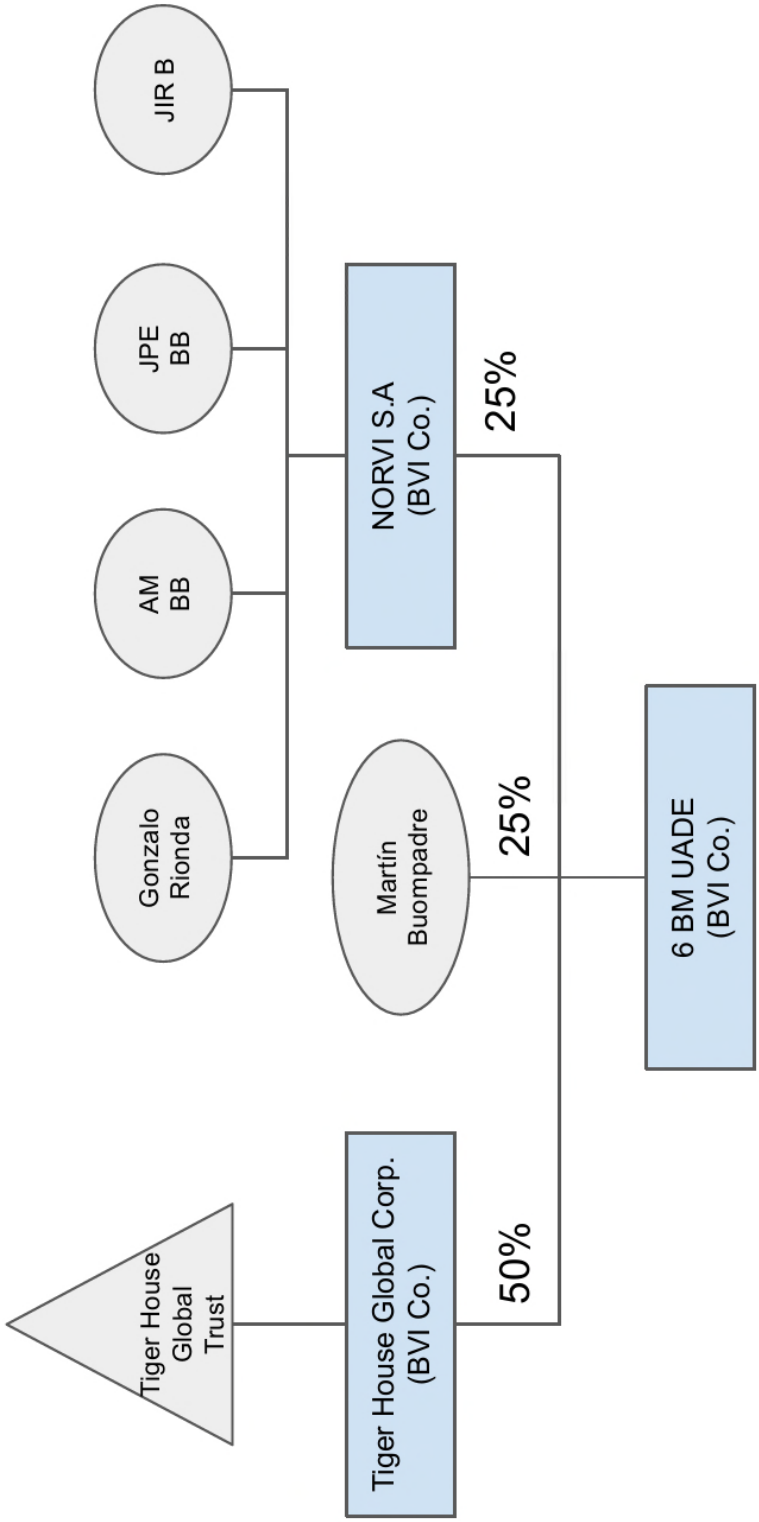 Tiger House
Global
Trust
Gonzalo
Rionda
AM
BB
JPE
BB
JIR B
Tiger House Global Corp.
(BVI Co.)
Martín
Buompadre
NORVI S.A
(BVI Co.)
50%
25%
25%
6 BM UADE
(BVI Co.)